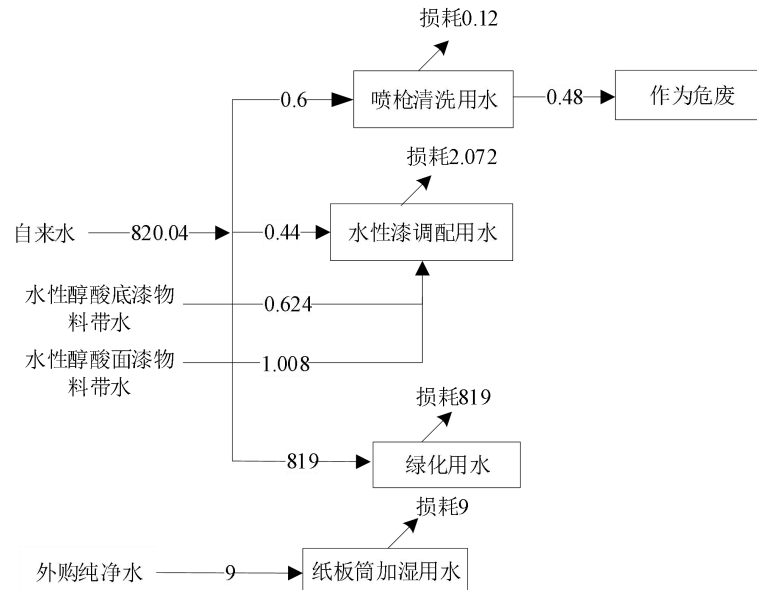 损耗0.12
0.6
喷枪清洗用水
0.48
作为危废
损耗2.072
自来水
820.04
0.44
水性漆调配用水
水性醇酸底漆物
料带水
0.624
水性醇酸面漆物
料带水
1.008
损耗819
819
绿化用水
损耗9
外购纯净水
9
纸板筒加湿用水